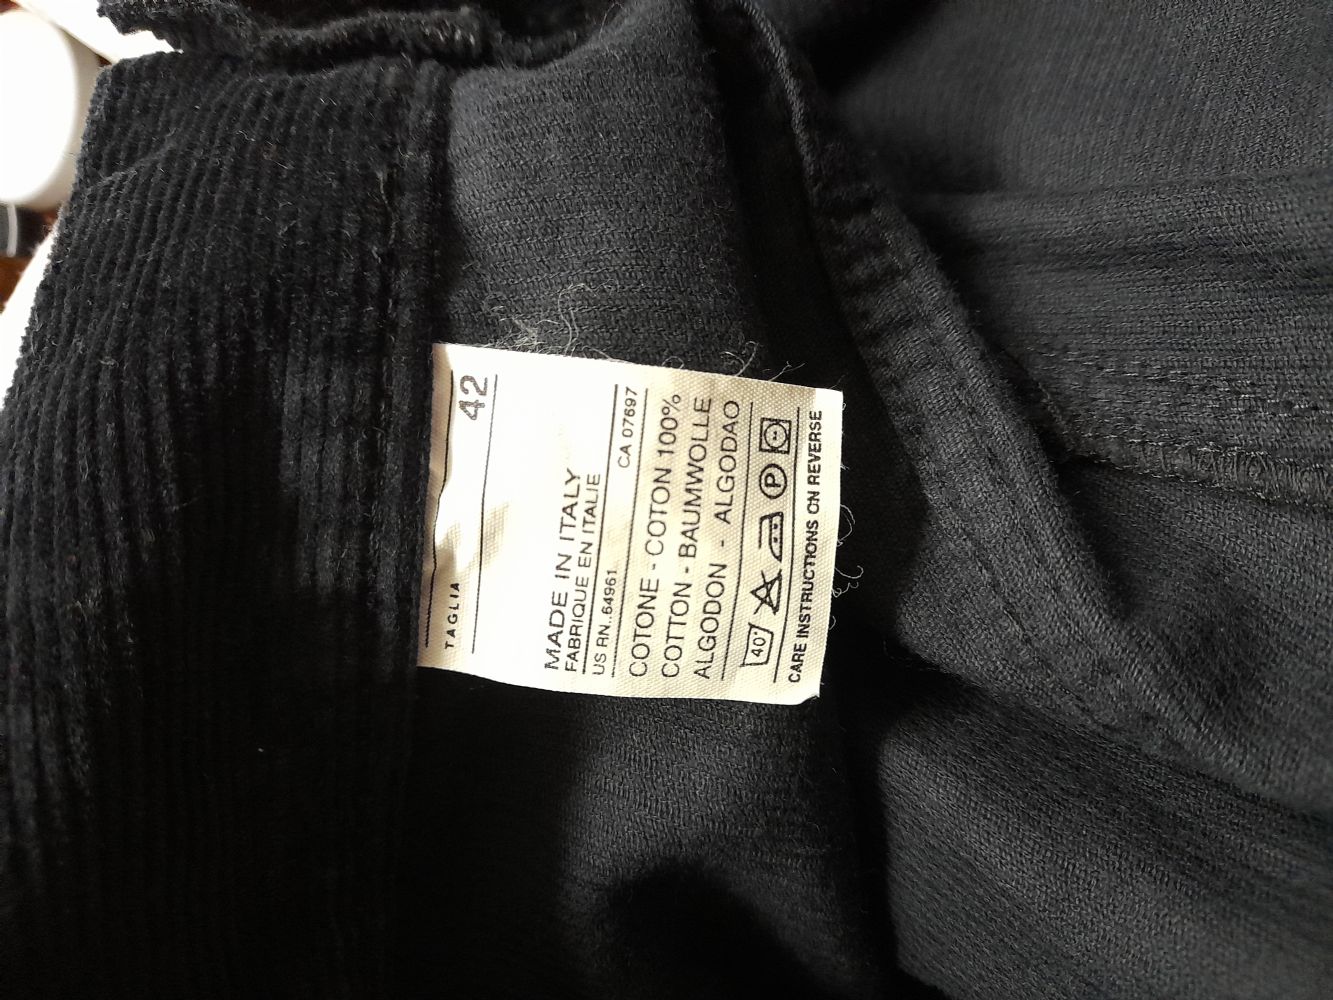 TAGLIA 42
MADE IN ITALY
FABRIQUE EN ITALIE
US RN..64961 CA 07697
COTONE - COTON 100%
COTTON - BAUMWOLLE
ALGODON - ALGODAO
40° P
CARE INSTRUCTIONS ON REVERSE